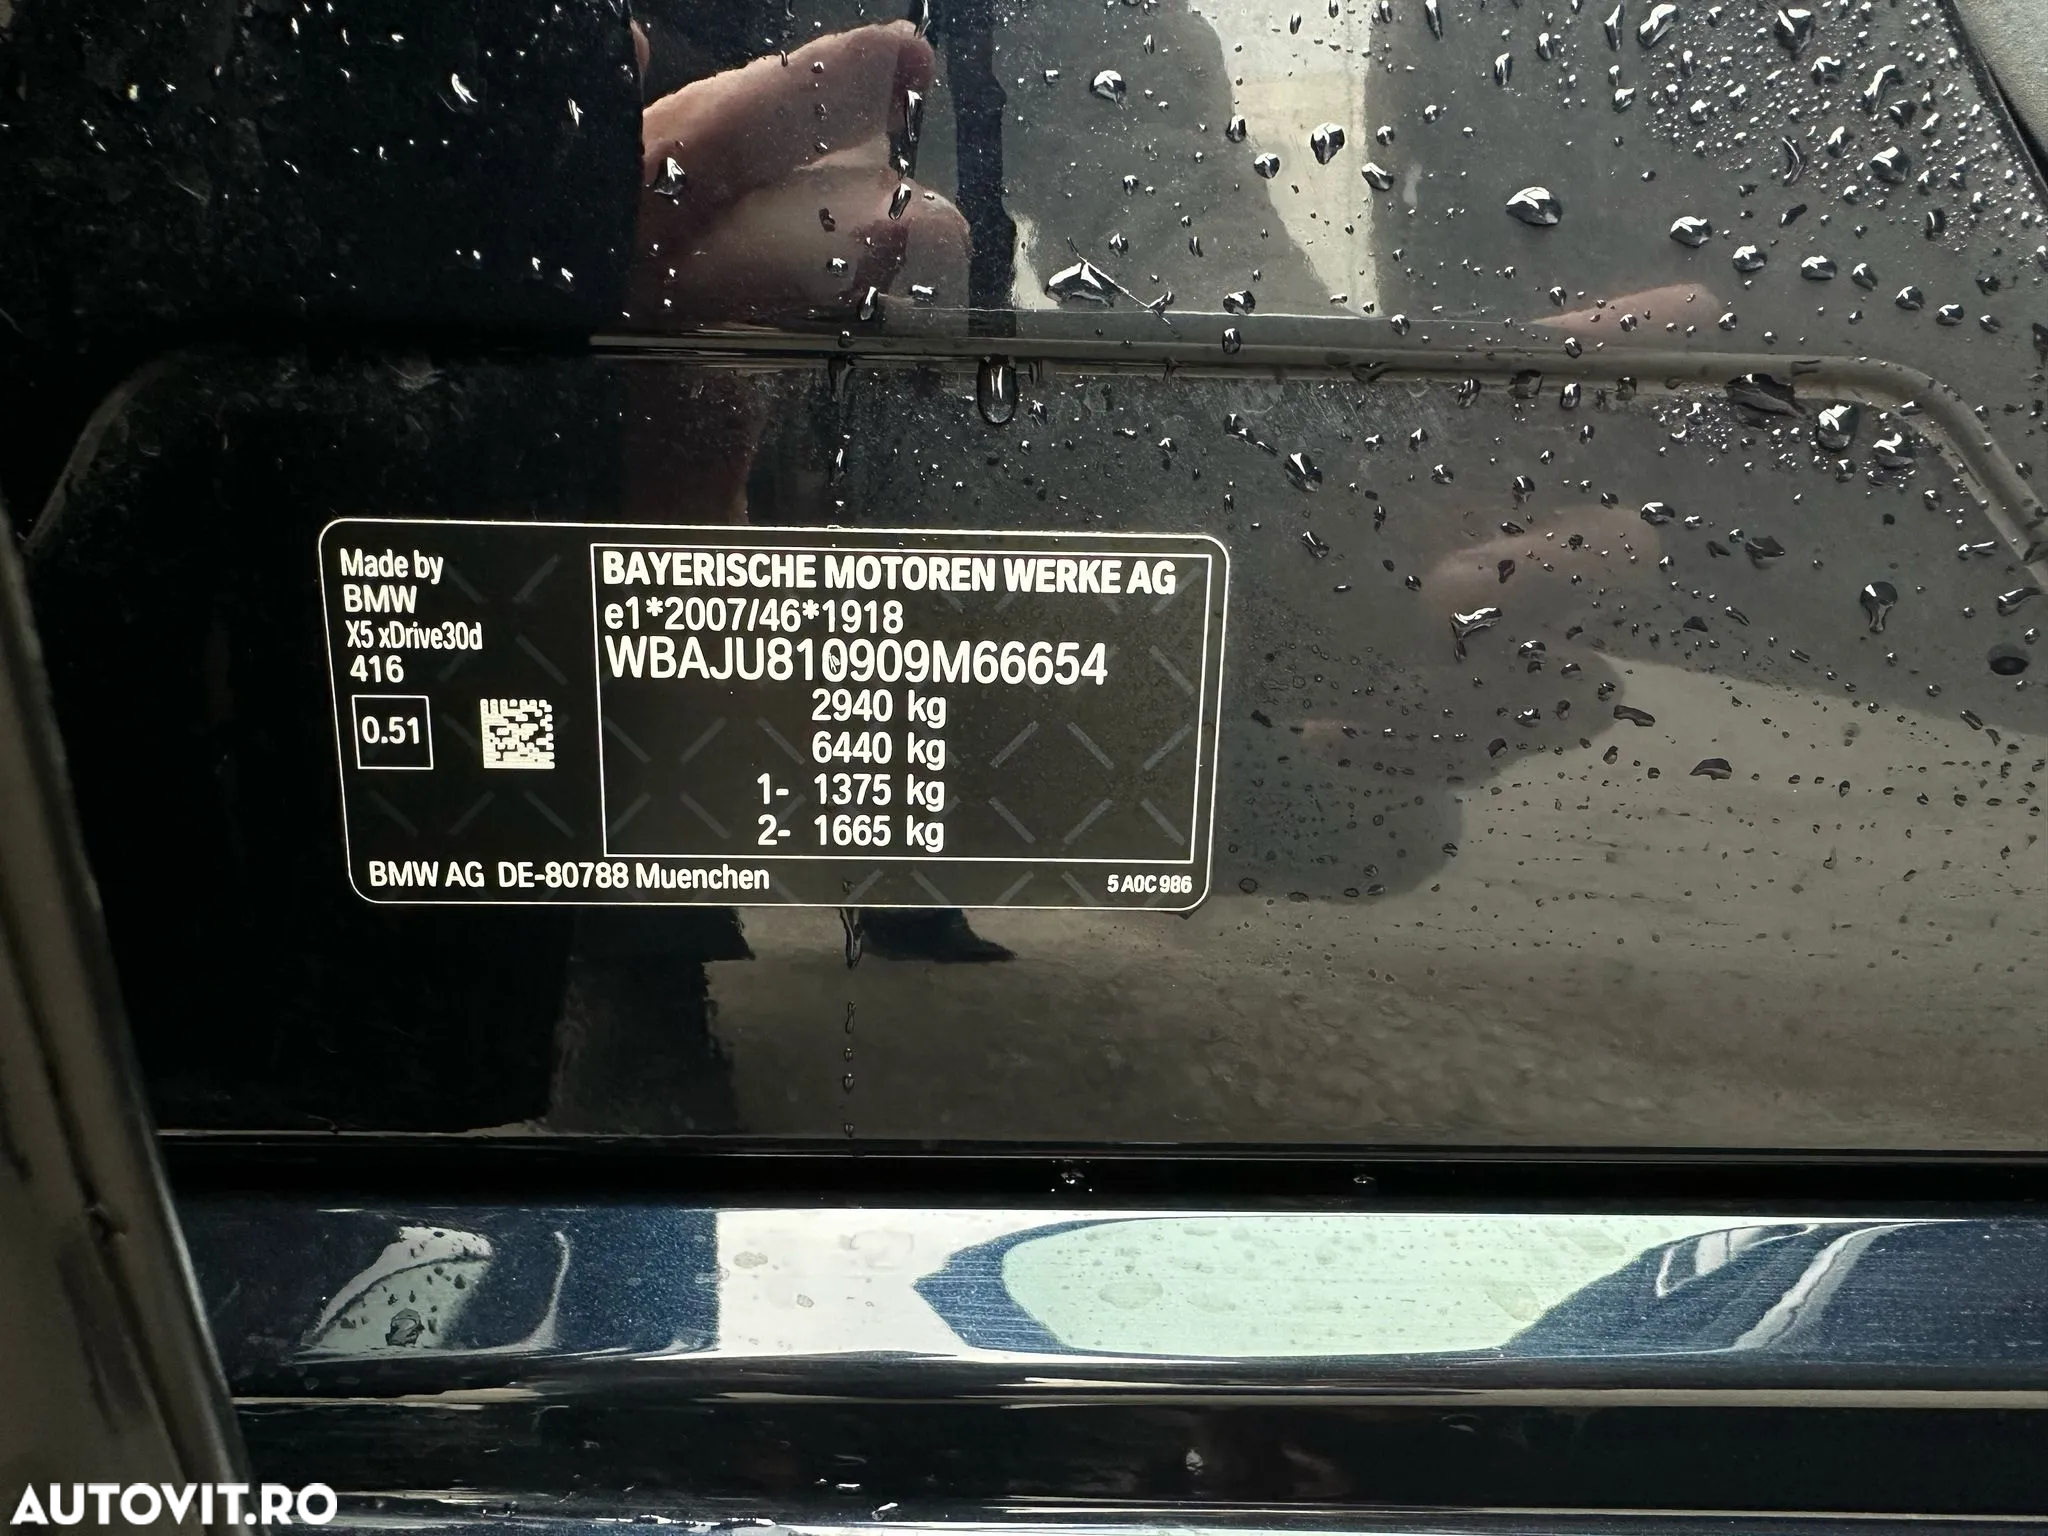 Made by
BMW
X5 xDrive30d
416
0.51
BAYERISCHE MOTOREN WERKE AG
e1*2007/46*1918
WBAJU810909M66654
2940 kg
6440 kg
1- 1375 kg
2- 1665 kg
BMW AG DE-80788 Muenchen
5 A0C 986
AUTOVIT.RO